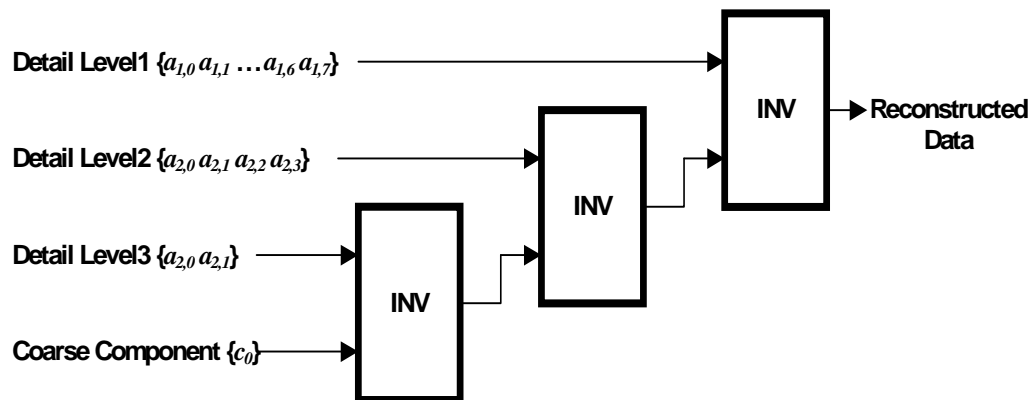 Detail Level1 {a1,0 a1,1 …a1,6 a1,7}
INV
Reconstructed
Data
Detail Level2 {a2,0 a2,1 a2,2 a2,3}
INV
Detail Level3 {a2,0 a2,1}
INV
Coarse Component {c0}